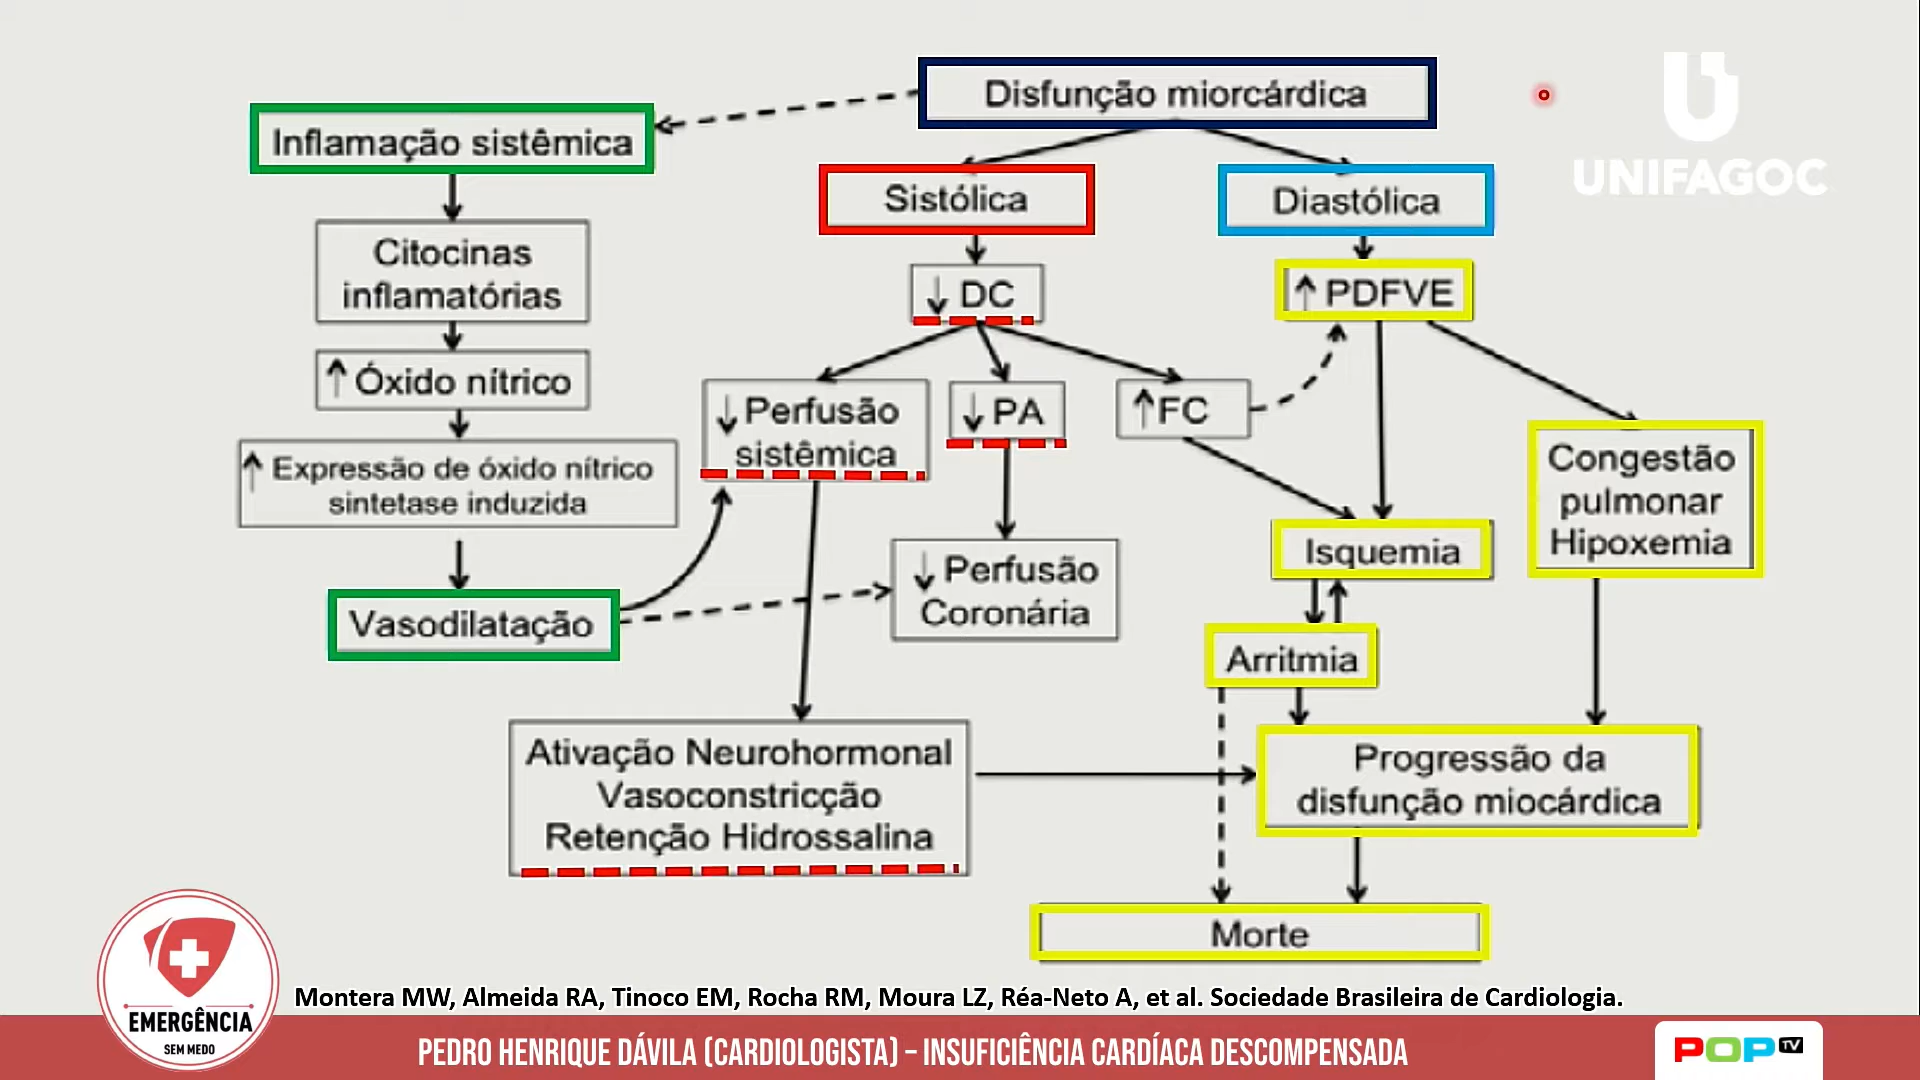 Disfunção miorcárdica
UNIFAGOC
Inflamação sistêmica
Sistólica
Diastólica
Citocinas
inflamatórias
↓ DC
↑ PDFVE
↑ Óxido nítrico
↓ Perfusão
sistêmica
↓ PA
↑ FC
↑ Expressão de óxido nítrico
sintetase induzida
Congestão
pulmonar
Hipoxemia
Isquemia
↓ Perfusão
Coronária
Vasodilatação
Arritmia
Ativação Neurohormonal
Vasoconstricção
Retenção Hidrossalina
Progressão da
disfunção miocárdica
Morte
Montera MW, Almeida RA, Tinoco EM, Rocha RM, Moura LZ, Réa-Neto A, et al. Sociedade Brasileira de Cardiologia.
EMERGÊNCIA
SEM MEDO
PEDRO HENRIQUE DÁVILA (CARDIOLOGISTA) – INSUFICIÊNCIA CARDÍACA DESCOMPENSADA
POP TV